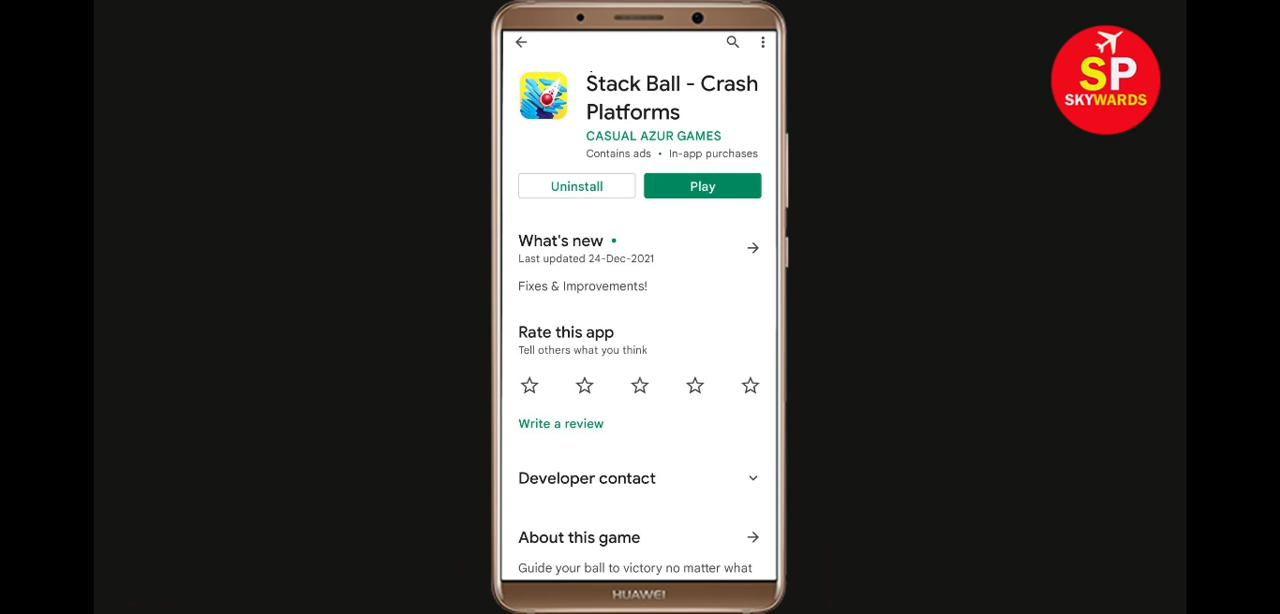 Stack Ball - Crash
Platforms
CASUAL AZUR GAMES
Contains ads • In-app purchases
Uninstall
Play
What's new •
Last updated 24-Dec-2021
Fixes & Improvements!
Rate this app
Tell others what you think
Write a review
Developer contact
About this game
Guide your ball to victory no matter what
HUAWEI
SP
SKYWARDS